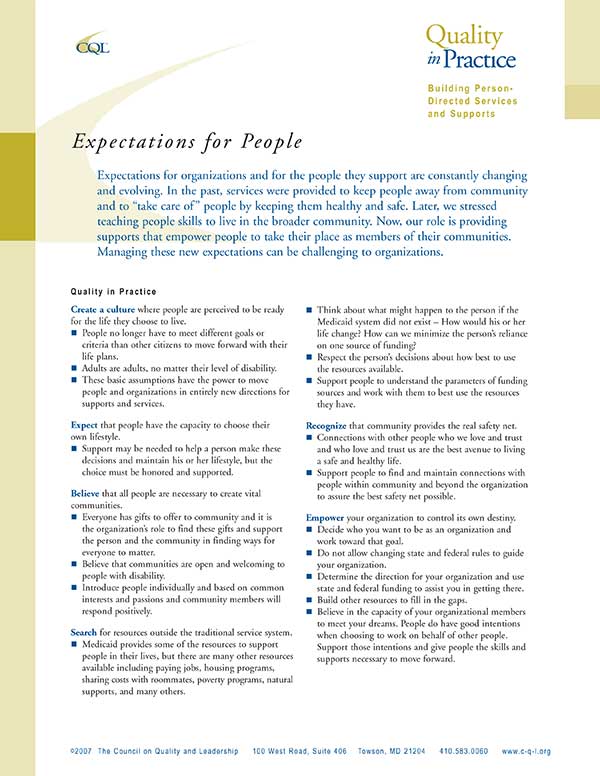 CQL
Quality
in Practice
Building Person-
Directed Services
and Supports
Expectations for People
Expectations for organizations and for the people they support are constantly changing
and evolving. In the past, services were provided to keep people away from community
and to “take care of” people by keeping them healthy and safe. Later, we stressed
teaching people skills to live in the broader community. Now, our role is providing
supports that empower people to take their place as members of their communities.
Managing these new expectations can be challenging to organizations.
Quality in Practice
Create a culture where people are perceived to be ready
for the life they choose to live.
■ People no longer have to meet different goals or
criteria than other citizens to move forward with their
life plans.
■ Adults are adults, no matter their level of disability.
■ These basic assumptions have the power to move
people and organizations in entirely new directions for
supports and services.
Expect that people have the capacity to choose their
own lifestyle.
■ Support may be needed to help a person make these
decisions and maintain his or her lifestyle, but the
choice must be honored and supported.
Believe that all people are necessary to create vital
communities.
■ Everyone has gifts to offer to community and it is
the organization’s role to find these gifts and support
the person and the community in finding ways for
everyone to matter.
■ Believe that communities are open and welcoming to
people with disability.
■ Introduce people individually and based on common
interests and passions and community members will
respond positively.
Search for resources outside the traditional service system.
■ Medicaid provides some of the resources to support
people in their lives, but there are many other resources
available including paying jobs, housing programs,
sharing costs with roommates, poverty programs, natural
supports, and many others.
■ Think about what might happen to the person if the
Medicaid system did not exist – How would his or her
life change? How can we minimize the person’s reliance
on one source of funding?
■ Respect the person’s decisions about how best to use
the resources available.
■ Support people to understand the parameters of funding
sources and work with them to best use the resources
they have.
Recognize that community provides the real safety net.
■ Connections with other people who we love and trust
and who love and trust us are the best avenue to living
a safe and healthy life.
■ Support people to find and maintain connections with
people within community and beyond the organization
to assure the best safety net possible.
Empower your organization to control its own destiny.
■ Decide who you want to be as an organization and
work toward that goal.
■ Do not allow changing state and federal rules to guide
your organization.
■ Determine the direction for your organization and use
state and federal funding to assist you in getting there.
■ Build other resources to fill in the gaps.
■ Believe in the capacity of your organizational members
to meet your dreams. People do have good intentions
when choosing to work on behalf of other people.
Support those intentions and give people the skills and
supports necessary to move forward.
©2007 The Council on Quality and Leadership 100 West Road, Suite 406 Towson, MD 21204 410.583.0060 www.c-q-l.org